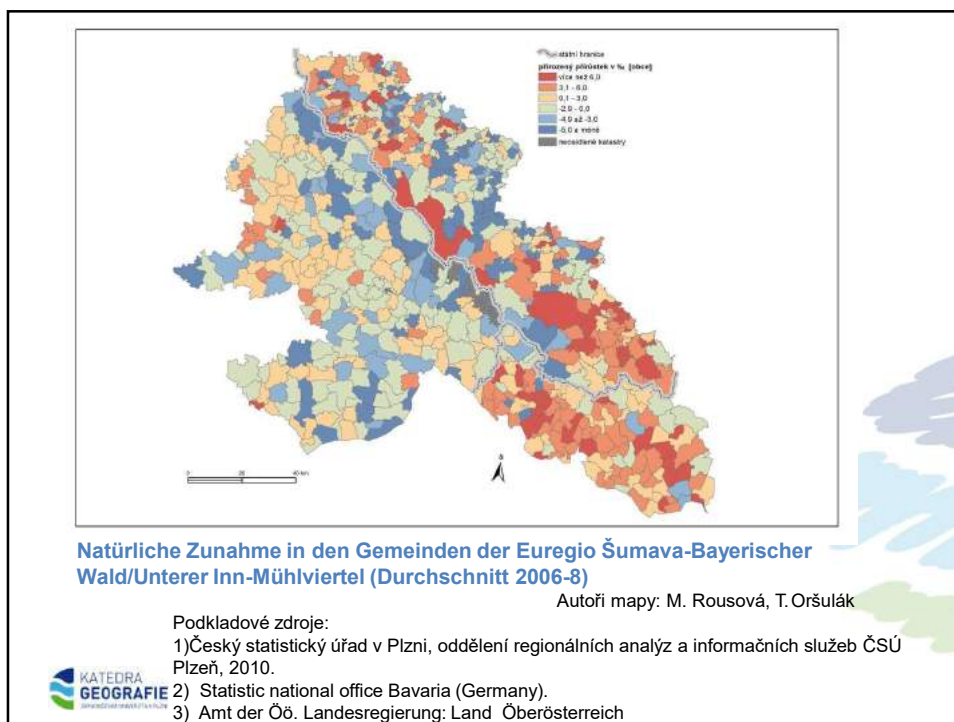 státní hranice
přirozený přírůstek v ‰ [obce]
více než 6,0
3,1 - 6,0
0,1 - 3,0
-2,9 - 0,0
-4,9 až -3,0
-5,0 a méně
neosídlené katastry
0 20 40 km
Natürliche Zunahme in den Gemeinden der Euregio Šumava-Bayerischer
Wald/Unterer Inn-Mühlviertel (Durchschnitt 2006-8)
Autoři mapy: M. Rousová, T. Oršulák
Podkladové zdroje:
1)Český statistický úřad v Plzni, oddělení regionálních analýz a informačních služeb ČSÚ
Plzeň, 2010.
2) Statistic national office Bavaria (Germany).
3) Amt der Öö. Landesregierung: Land Öberösterreich
KATEDRA
GEOGRAFIE
ZÁPADOČESKÁ UNIVERZITA V PLZNI